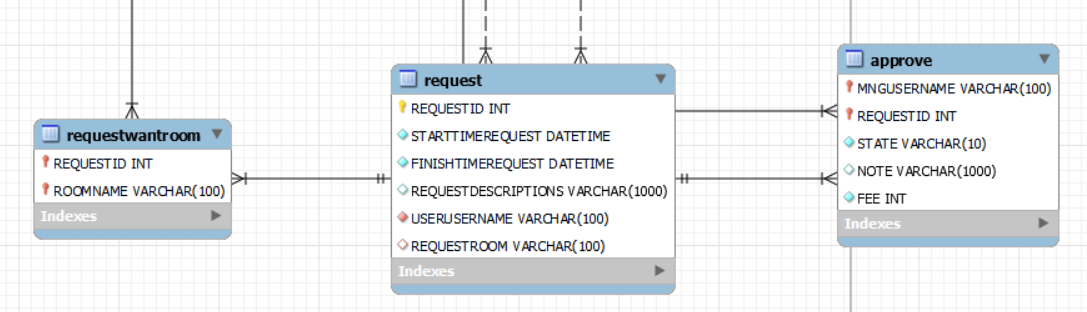 requestwantroom
REQUESTID INT
ROOMNAME VARCHAR(100)
Indexes
request
REQUESTID INT
STARTTIMEREQUEST DATETIME
FINISHTIMEREQUEST DATETIME
REQUESTDESCRIPTIONS VARCHAR(1000)
USERUSERNAME VARCHAR(100)
REQUESTROOM VARCHAR(100)
Indexes
approve
MNGUSERNAME VARCHAR(100)
REQUESTID INT
STATE VARCHAR(10)
NOTE VARCHAR(1000)
FEE INT
Indexes